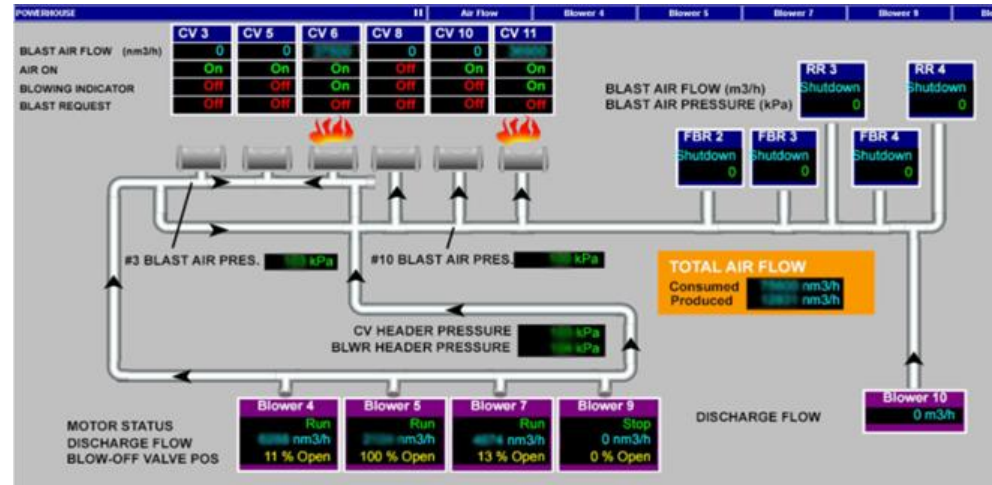 POWERHOUSE Air Flow Blower 4 Blower 5 Blower 7 Blower 9
CV 3 CV 5 CV 6 CV 8 CV 10 CV 11
BLAST AIR FLOW (nm3/h) 0 0 0 0
AIR ON On On On Off On On
BLOWING INDICATOR Off Off On Off Off On
BLAST REQUEST Off Off Off Off Off Off
RR 3 RR 4
BLAST AIR FLOW (m3/h) Shutdown Shutdown
BLAST AIR PRESSURE (kPa) 0 0
FBR 2 FBR 3 FBR 4
Shutdown Shutdown Shutdown
0 0 0
#3 BLAST AIR PRES. kPa #10 BLAST AIR PRES. kPa
TOTAL AIR FLOW
Consumed nm3/h
Produced nm3/h
CV HEADER PRESSURE kPa
BLWR HEADER PRESSURE kPa
Blower 4 Blower 5 Blower 7 Blower 9 Blower 10
MOTOR STATUS Run Run Run Stop
DISCHARGE FLOW nm3/h nm3/h nm3/h 0 nm3/h
BLOW-OFF VALVE POS 11 % Open 100 % Open 13 % Open 0 % Open
DISCHARGE FLOW 0 m3/h